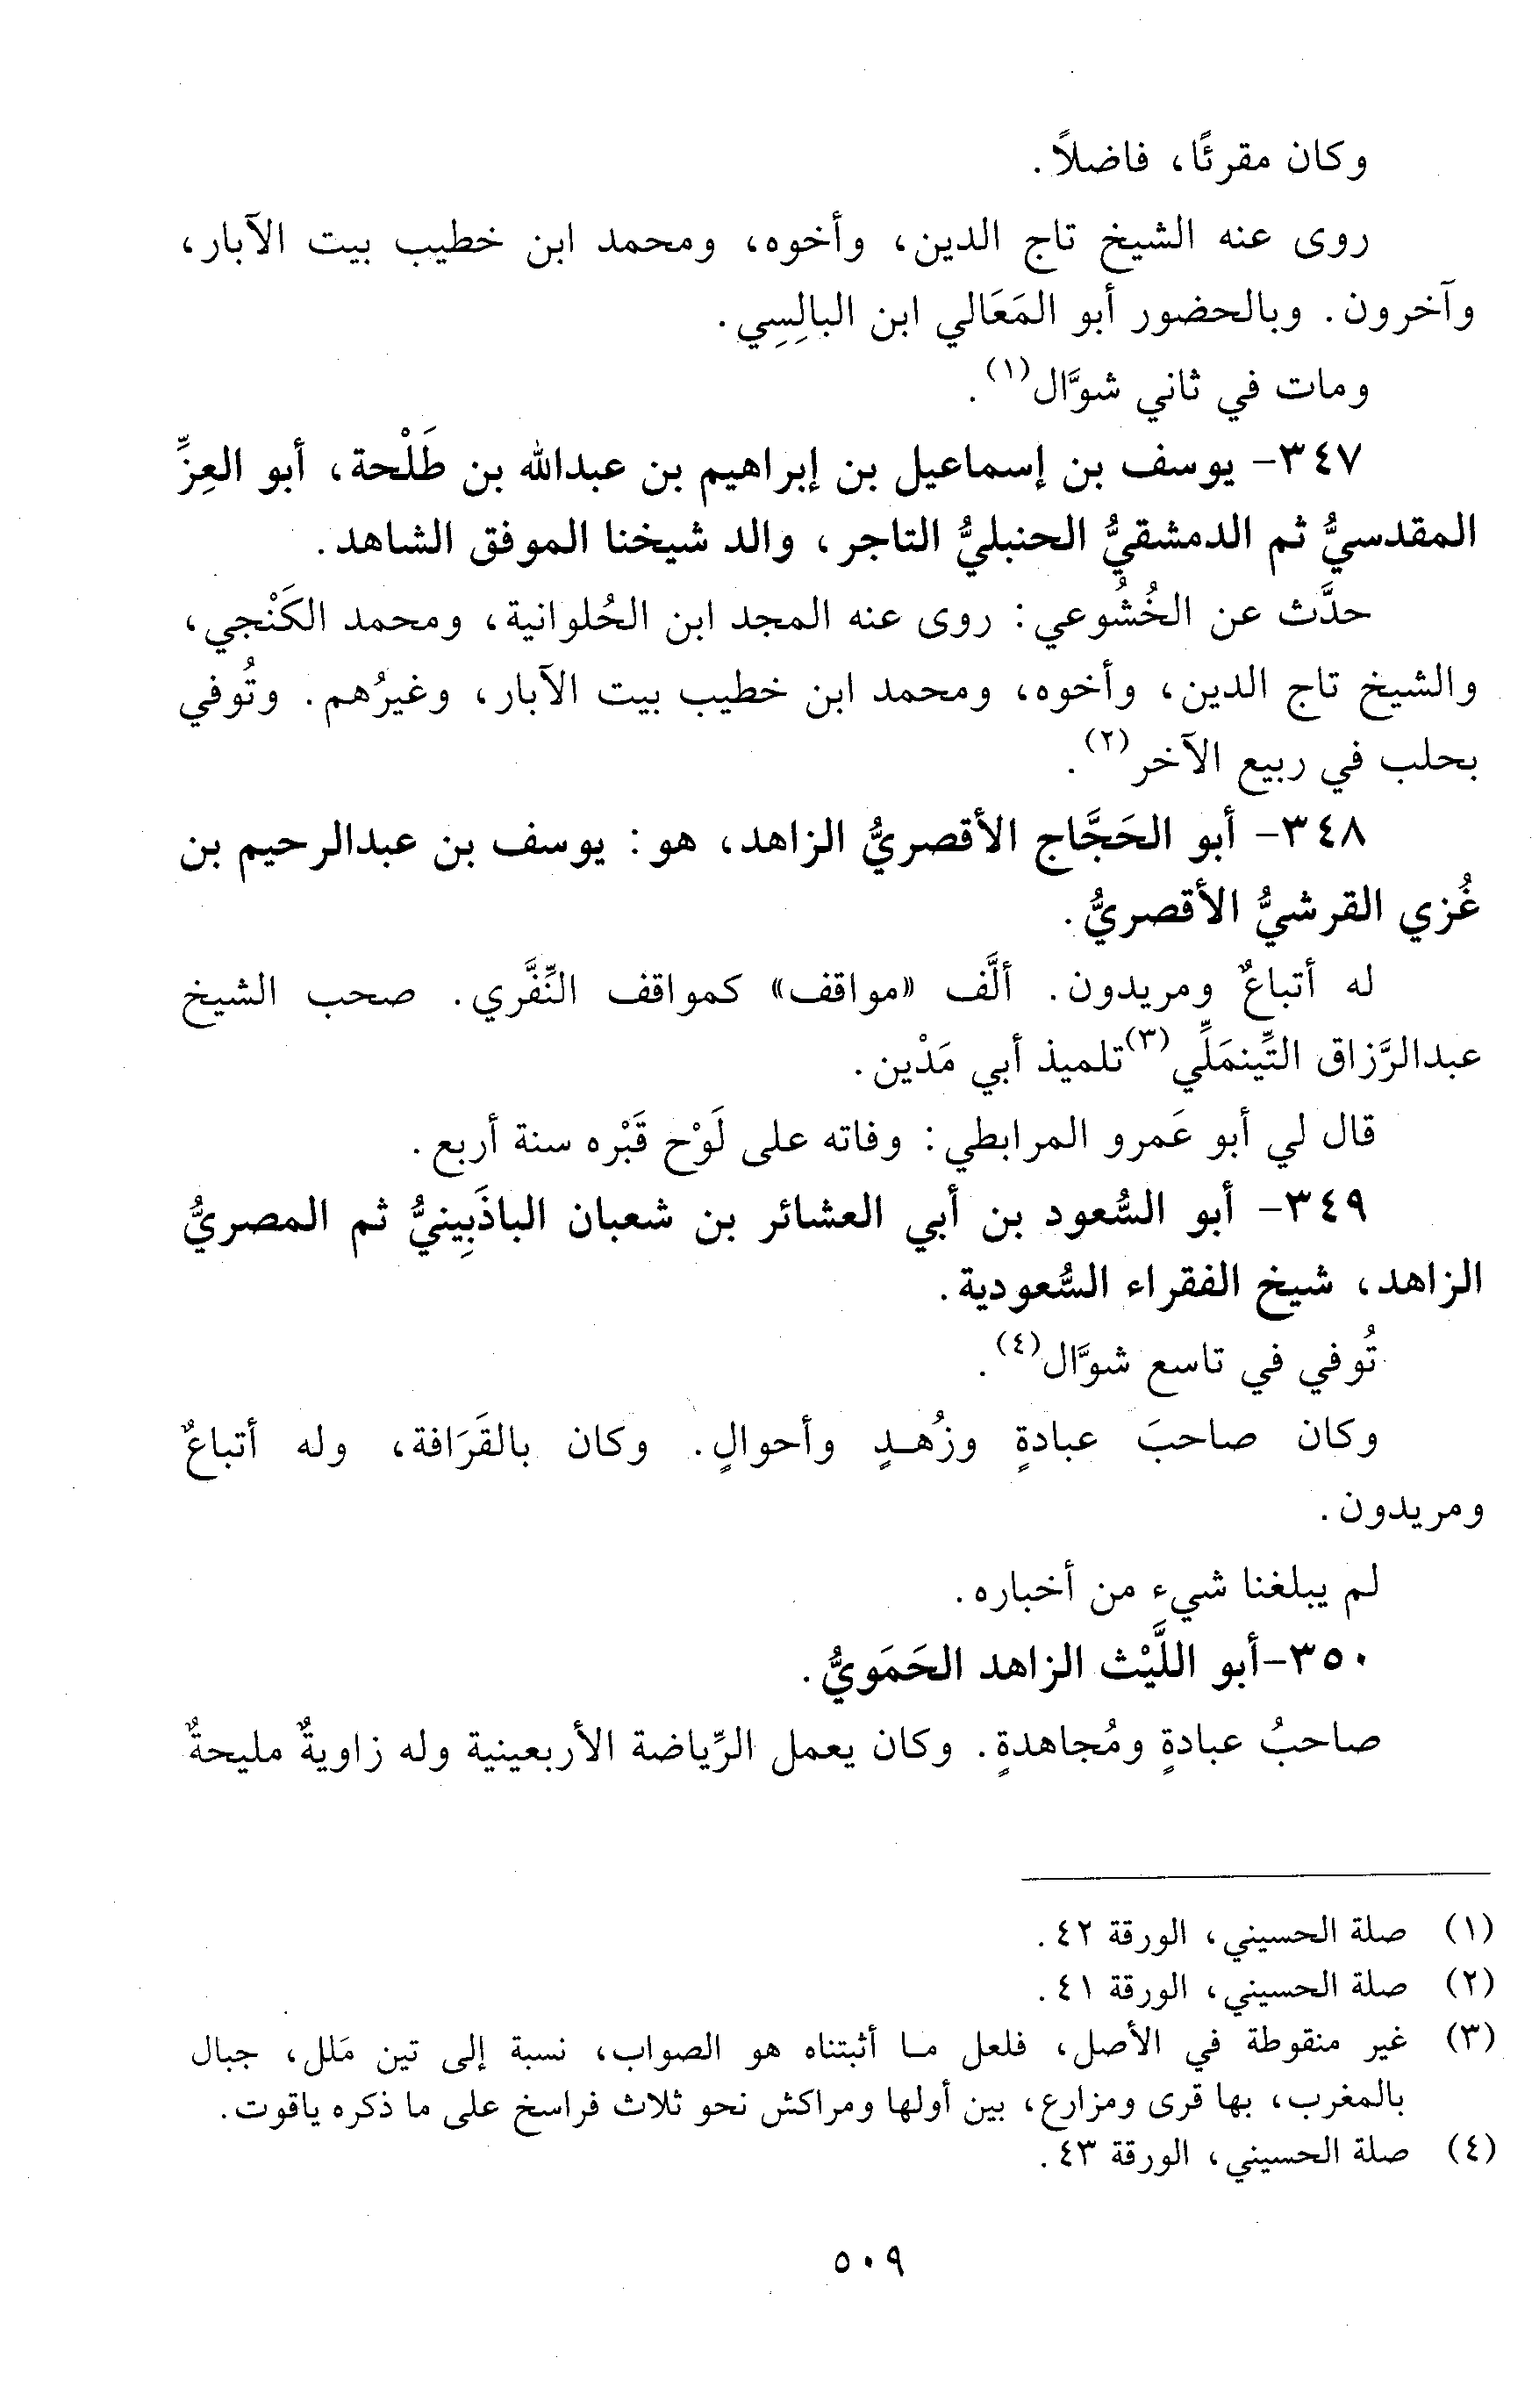 وكان مقرئًا، فاضلاً.
روى عنه الشيخ تاج الدين، وأخوه، ومحمد ابن خطيب بيت الآبار،
وآخرون. وبالحضور أبو المَعَالي ابن البالِسِي.
ومات في ثاني شوَّال(١).
٣٤٧- يوسف بن إسماعيل بن إبراهيم بن عبدالله بن طَلْحة، أبو العِزِّ
المقدسيُّ ثم الدمشقيُّ الحنبليُّ التاجر، والد شيخنا الموفق الشاهد.
حدَّث عن الخُشُوعي: روى عنه المجد ابن الحُلوانية، ومحمد الكَنْجي،
والشيخ تاج الدين، وأخوه، ومحمد ابن خطيب بيت الآبار، وغيرُهم. وتُوفي
بحلب في ربيع الآخر(٢).
٣٤٨- أبو الحَجَّاج الأقصريُّ الزاهد، هو: يوسف بن عبدالرحيم بن
غُزي القرشيُّ الأقصريُّ.
له أتباعٌ ومريدون. ألَّف «مواقف» كمواقف النِّفَّري. صحب الشيخ
عبدالرَّزاق التِّينمَلِّي(٣) تلميذ أبي مَدْين.
قال لي أبو عَمرو المرابطي: وفاته على لَوْح قَبْره سنة أربع.
٣٤٩- أبو السُّعود بن أبي العشائر بن شعبان الباذَبِينيُّ ثم المصريُّ
الزاهد، شيخ الفقراء السُّعودية.
تُوفي في تاسع شوَّال(٤).
وكان صاحبَ عبادةٍ وزُهـدٍ وأحوالٍ. وكان بالقَرَافة، وله أتباعٌ
ومريدون.
لم يبلغنا شيء من أخباره.
٣٥٠-أبو اللَّيْث الزاهد الحَمَويُّ.
صاحبُ عبادةٍ ومُجاهدةٍ. وكان يعمل الرِّياضة الأربعينية وله زاويةٌ مليحةٌ
(١) صلة الحسيني، الورقة ٤٢.
(٢) صلة الحسيني، الورقة ٤١.
(٣) غير منقوطة في الأصل، فلعل مـا أثبتناه هو الصواب، نسبة إلى تين مَلل، جبال
بالمغرب، بها قرى ومزارع، بين أولها ومراكش نحو ثلاث فراسخ على ما ذكره ياقوت.
(٤) صلة الحسيني، الورقة ٤٣.
٥٠٩